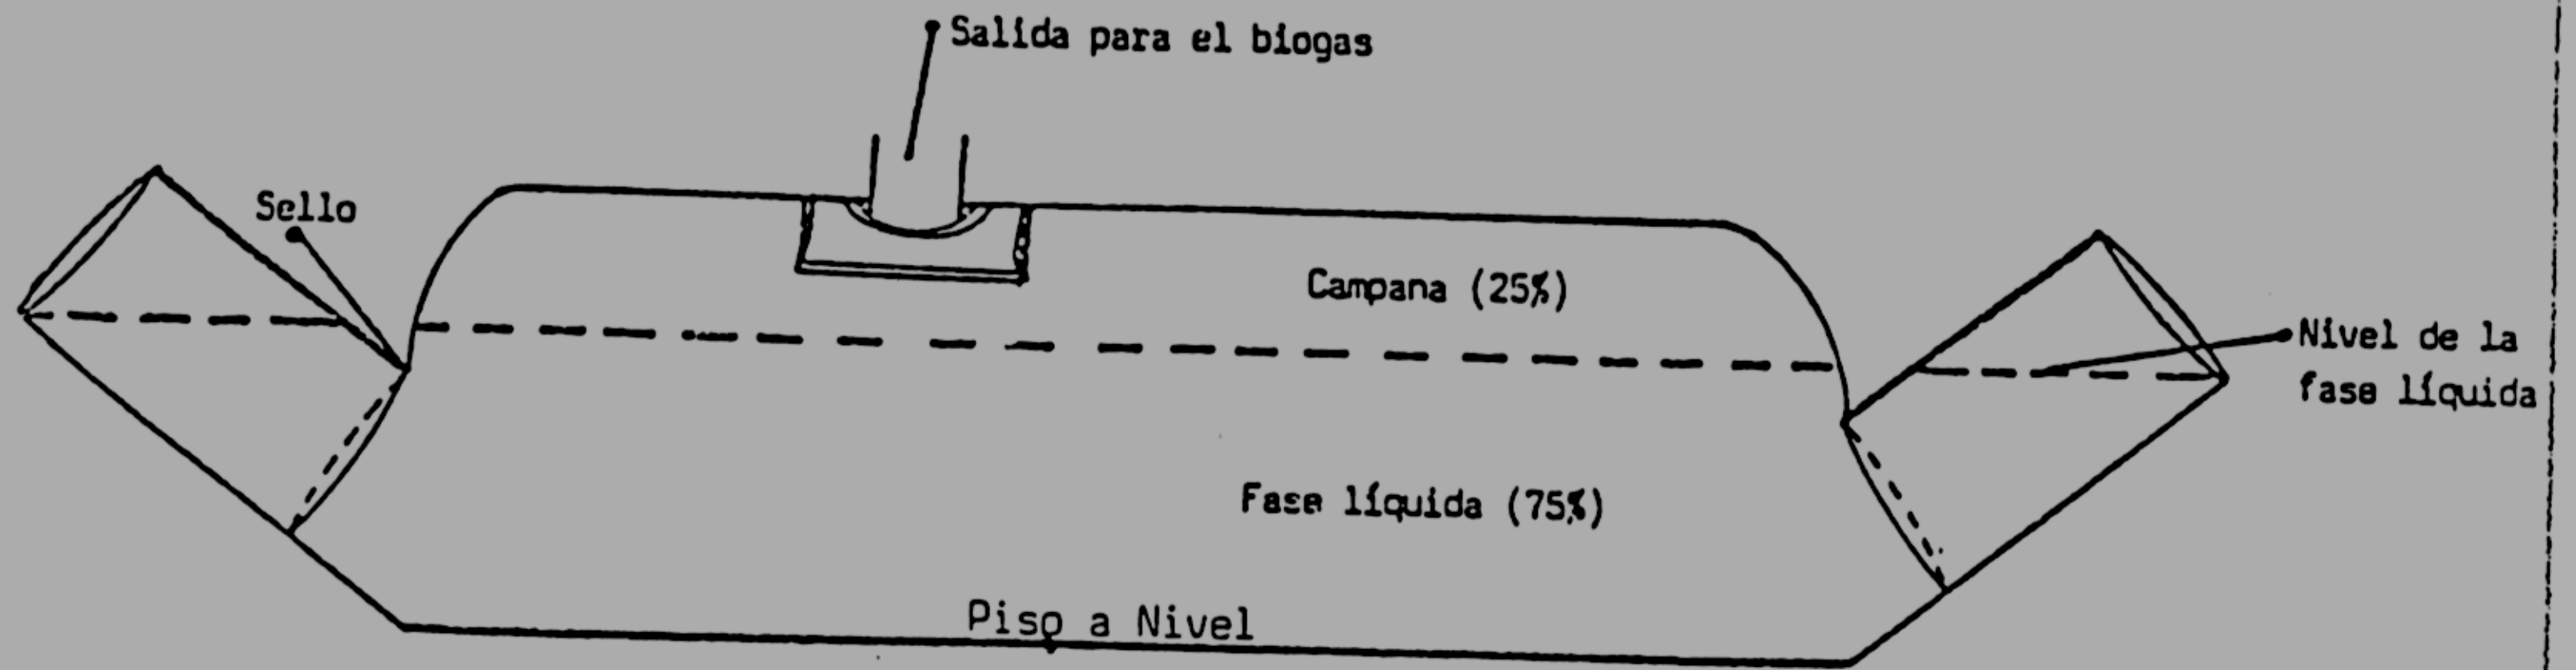 Salida para el biogas
Sello
Campana (25%)
Nivel de la
fase líquida
Fase líquida (75%)
Piso a Nivel